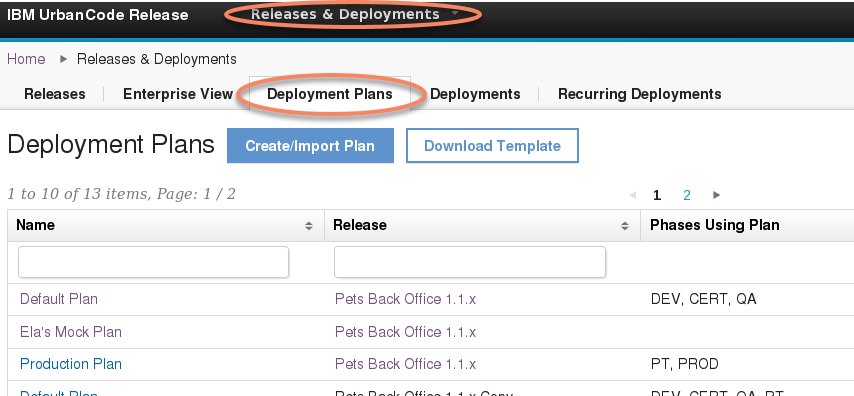 IBM UrbanCode Release Releases & Deployments
Home Releases & Deployments
Releases Enterprise View Deployment Plans Deployments Recurring Deployments
Deployment Plans Create/Import Plan Download Template
1 to 10 of 13 items, Page: 1 / 2 1 2
Name Release Phases Using Plan
Default Plan Pets Back Office 1.1.x DEV, CERT, QA
Ela's Mock Plan Pets Back Office 1.1.x
Production Plan Pets Back Office 1.1.x PT, PROD
Default Plan Pets Back Office 1.1.x Copy DEV, CERT, QA, PT